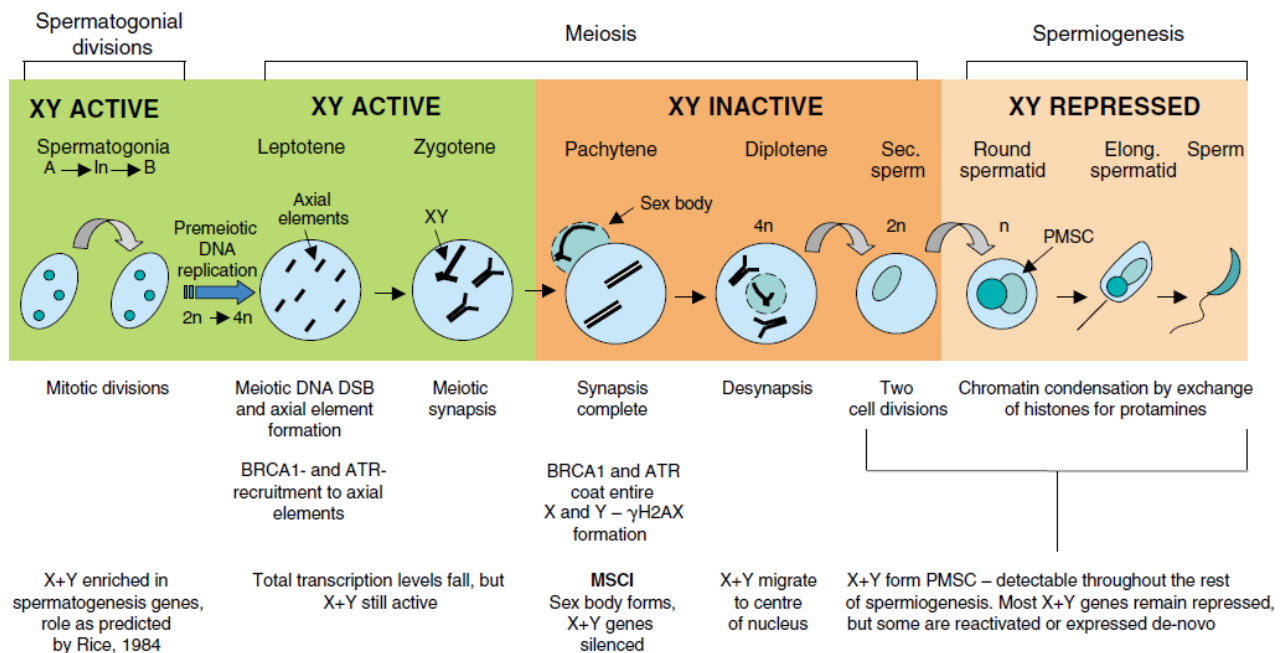 Spermatogonial
divisions
Meiosis
Spermiogenesis
XY ACTIVE
XY ACTIVE
XY INACTIVE
XY REPRESSED
Spermatogonia
A → In → B
Leptotene
Zygotene
Pachytene
Diplotene
Sec.
sperm
Round
spermatid
Elong.
spermatid
Sperm
Premeiotic
DNA
replication
2n → 4n
Axial
elements
XY
Sex body
4n
2n
n
PMSC
Mitotic divisions
Meiotic DNA DSB
and axial element
formation
Meiotic
synapsis
Synapsis
complete
Desynapsis
Two
cell divisions
Chromatin condensation by exchange
of histones for protamines
BRCA1- and ATR-
recruitment to axial
elements
BRCA1 and ATR
coat entire
X and Y – γH2AX
formation
X+Y enriched in
spermatogenesis genes,
role as predicted
by Rice, 1984
Total transcription levels fall, but
X+Y still active
MSCI
Sex body forms,
X+Y genes
silenced
X+Y migrate
to centre
of nucleus
X+Y form PMSC – detectable throughout the rest
of spermiogenesis. Most X+Y genes remain repressed,
but some are reactivated or expressed de-novo